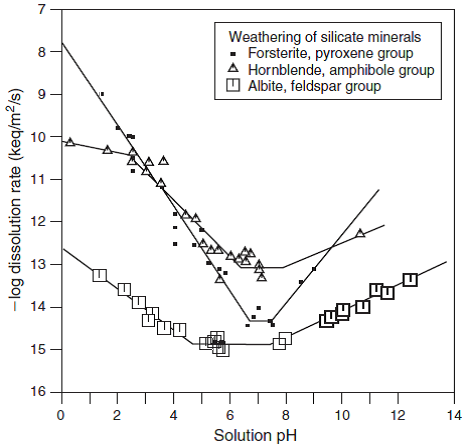 Weathering of silicate minerals
Forsterite, pyroxene group
Hornblende, amphibole group
Albite, feldspar group
− log dissolution rate (keq/m²/s)
7
8
9
10
11
12
13
14
15
16
0 2 4 6 8 10 12 14
Solution pH